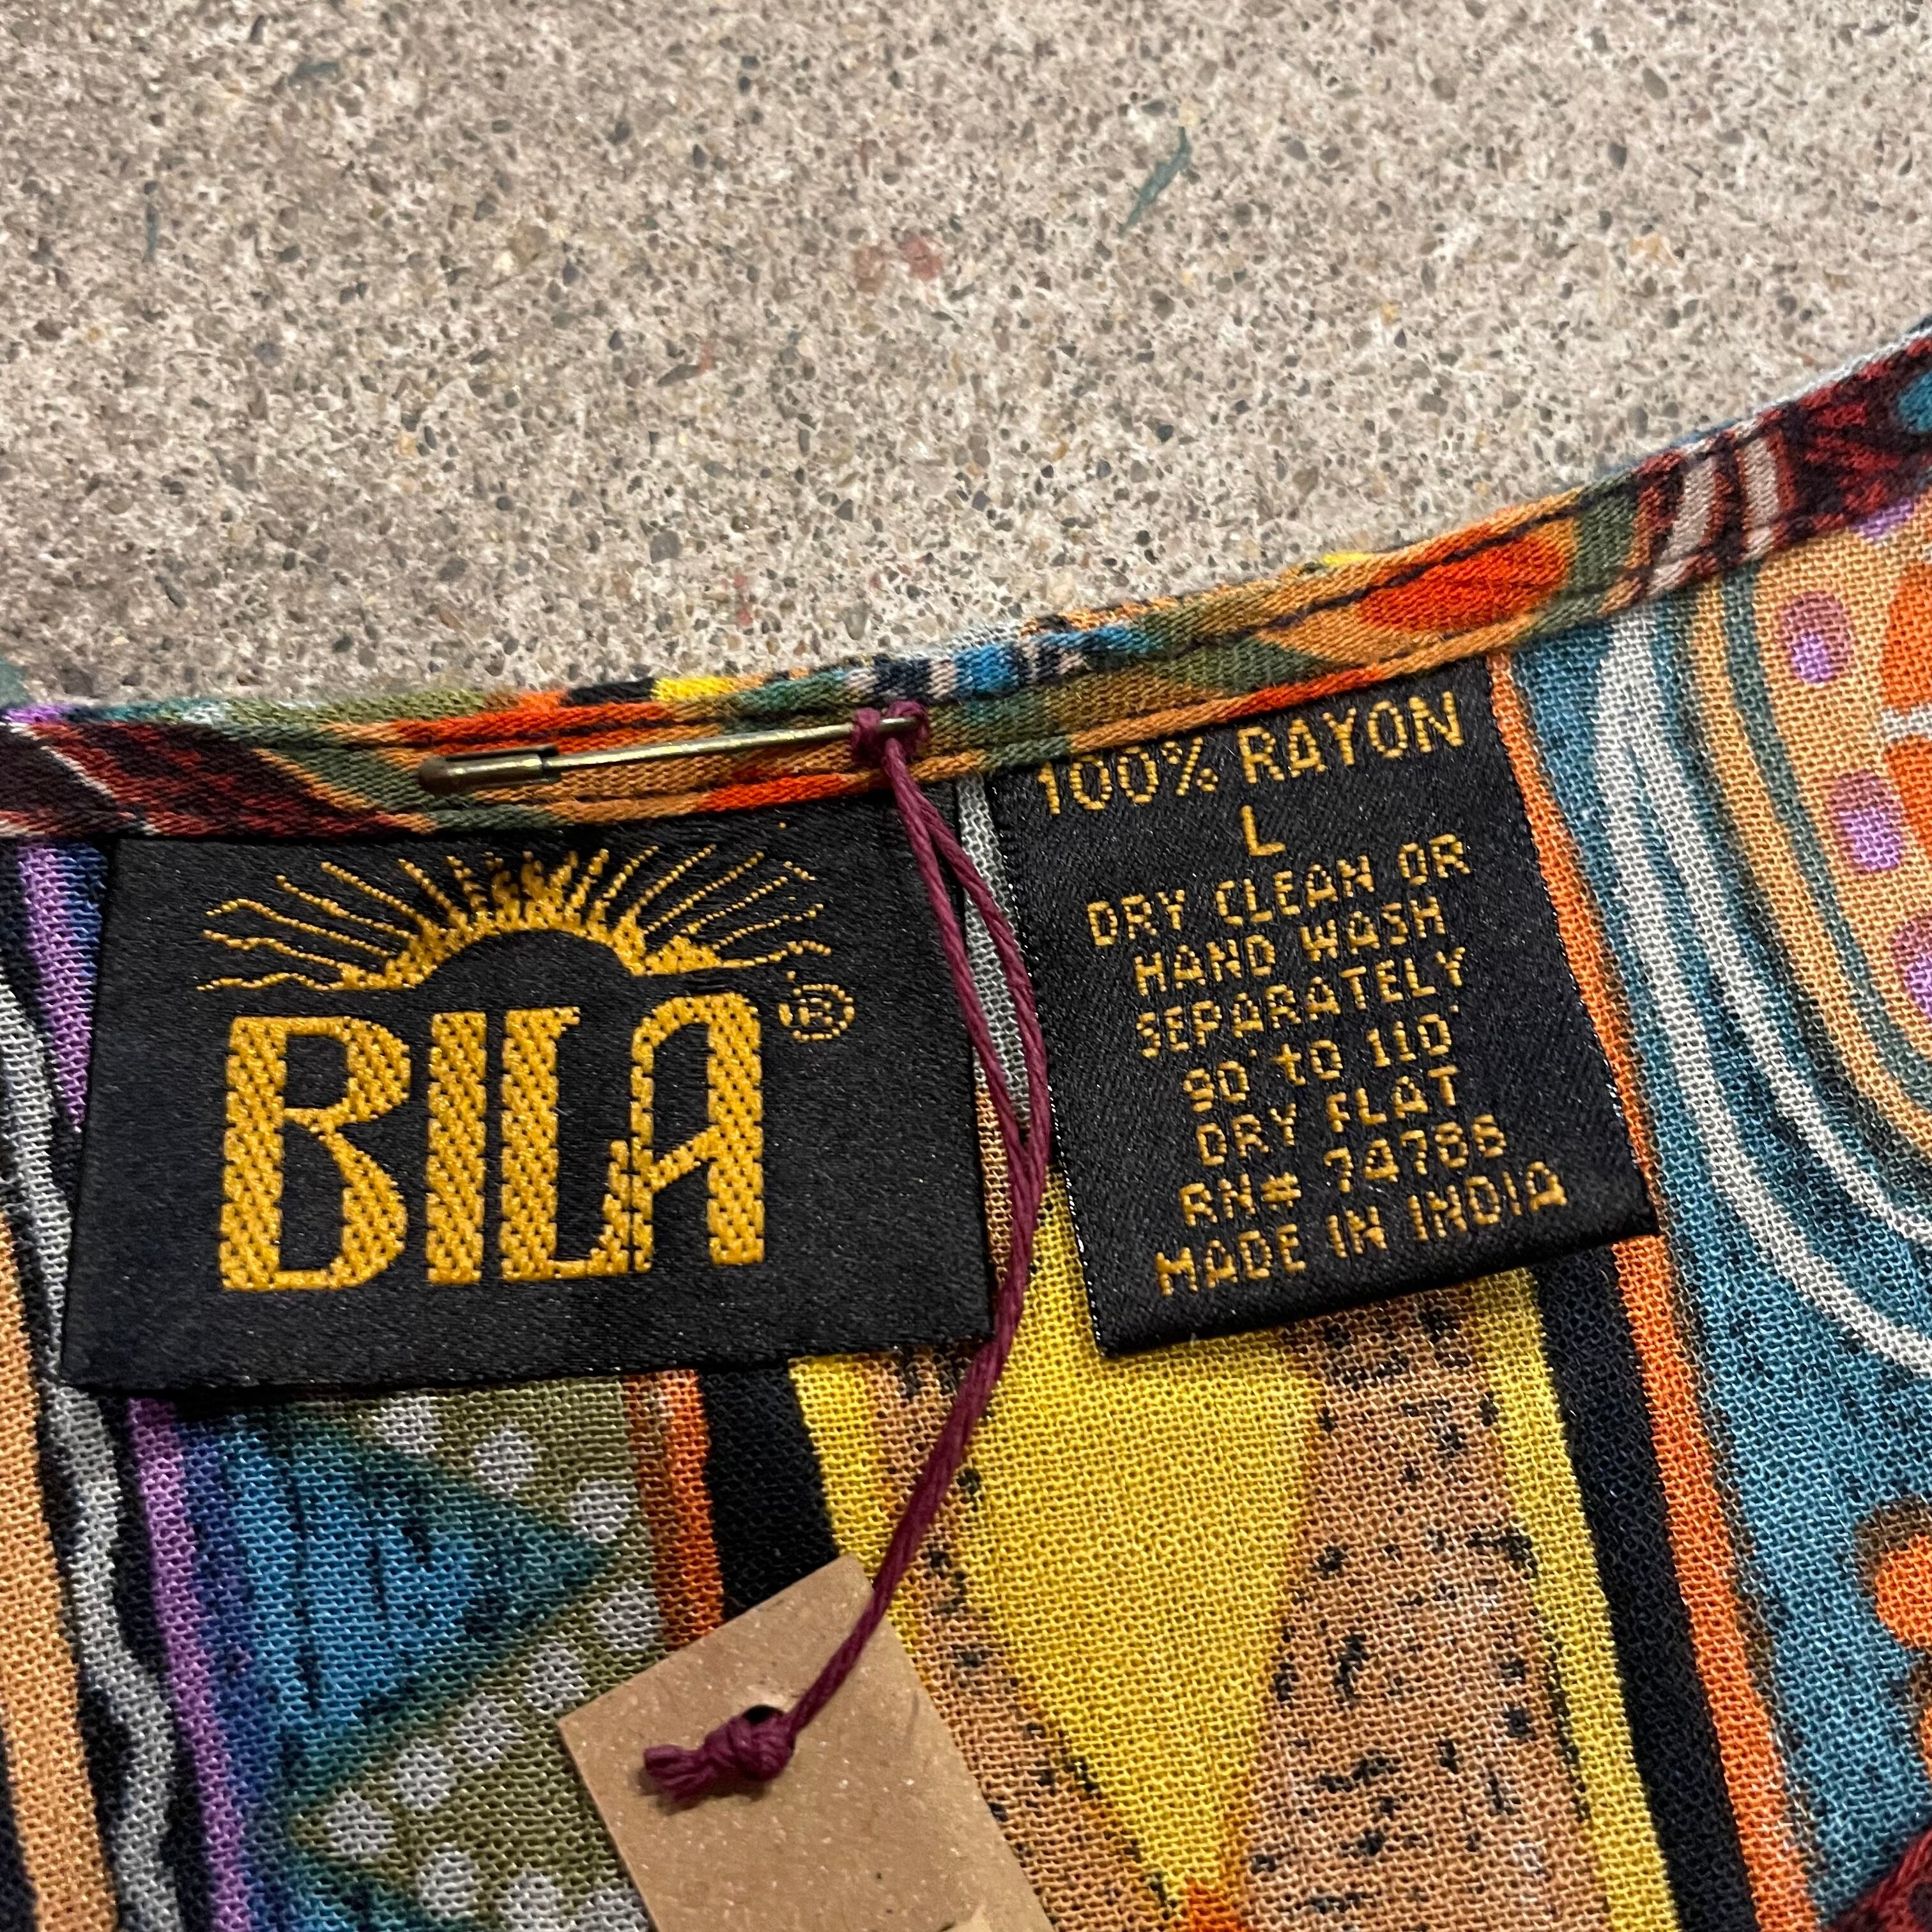 BILA®
100% RAYON
L
DRY CLEAN OR
HAND WASH
SEPARATELY
90° to 110°
DRY FLAT
RN# 74786
MADE IN INDIA